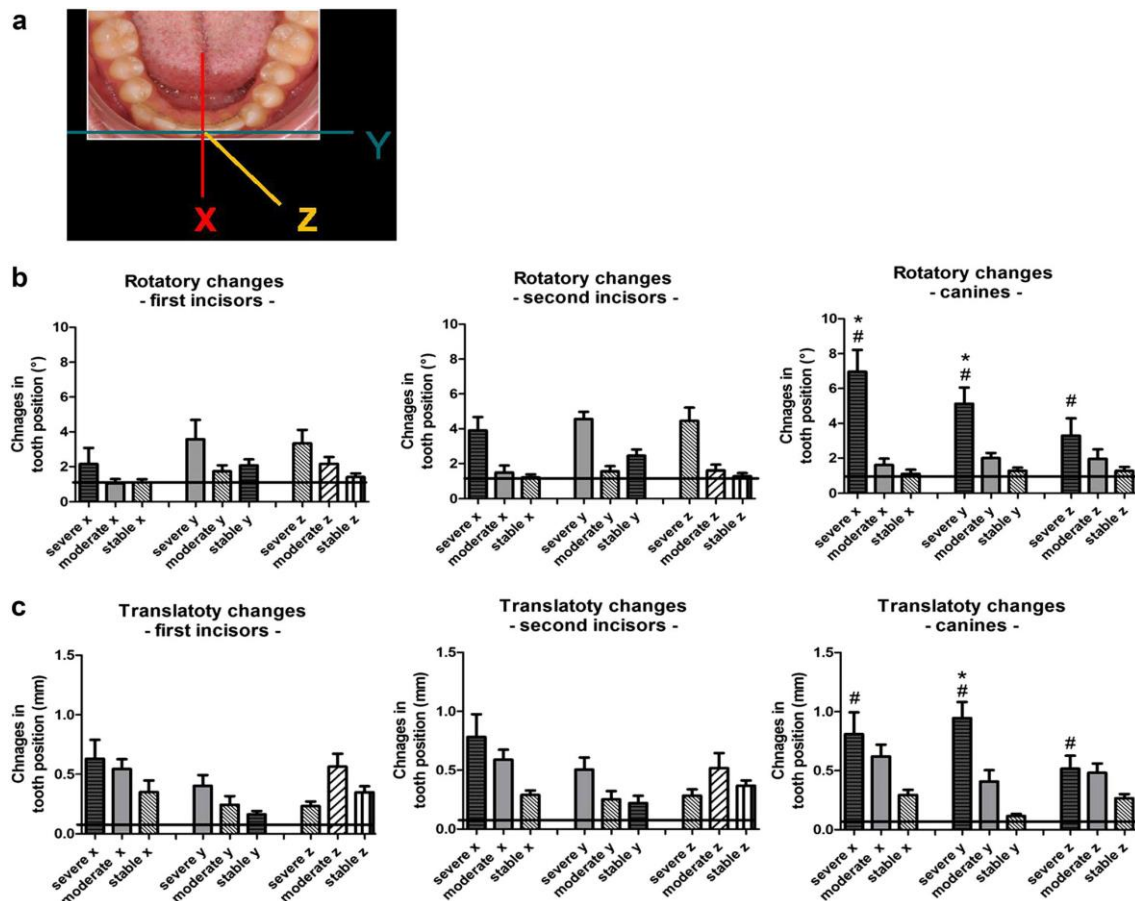 a
Y
X
Z
b
Rotatory changes
- first incisors -
Chnages in
tooth position (°)
10
8
6
4
2
0
severe x
moderate x
stable x
severe y
moderate y
stable y
severe z
moderate z
stable z
Rotatory changes
- second incisors -
Chnages in
tooth position (°)
10
8
6
4
2
0
severe x
moderate x
stable x
severe y
moderate y
stable y
severe z
moderate z
stable z
Rotatory changes
- canines -
Chnages in
tooth position (°)
10
8
6
4
2
0
*
#
*
#
#
severe x
moderate x
stable x
severe y
moderate y
stable y
severe z
moderate z
stable z
c
Translatoty changes
- first incisors -
Chnages in
tooth position (mm)
1.5
1.0
0.5
0.0
severe x
moderate x
stable x
severe y
moderate y
stable y
severe z
moderate z
stable z
Translatoty changes
- second incisors -
Chnages in
tooth position (mm)
1.5
1.0
0.5
0.0
severe x
moderate x
stable x
severe y
moderate y
stable y
severe z
moderate z
stable z
Translatoty changes
- canines -
Chnages in
tooth position (mm)
1.5
1.0
0.5
0.0
#
*
#
#
severe x
moderate x
stable x
severe y
moderate y
stable y
severe z
moderate z
stable z